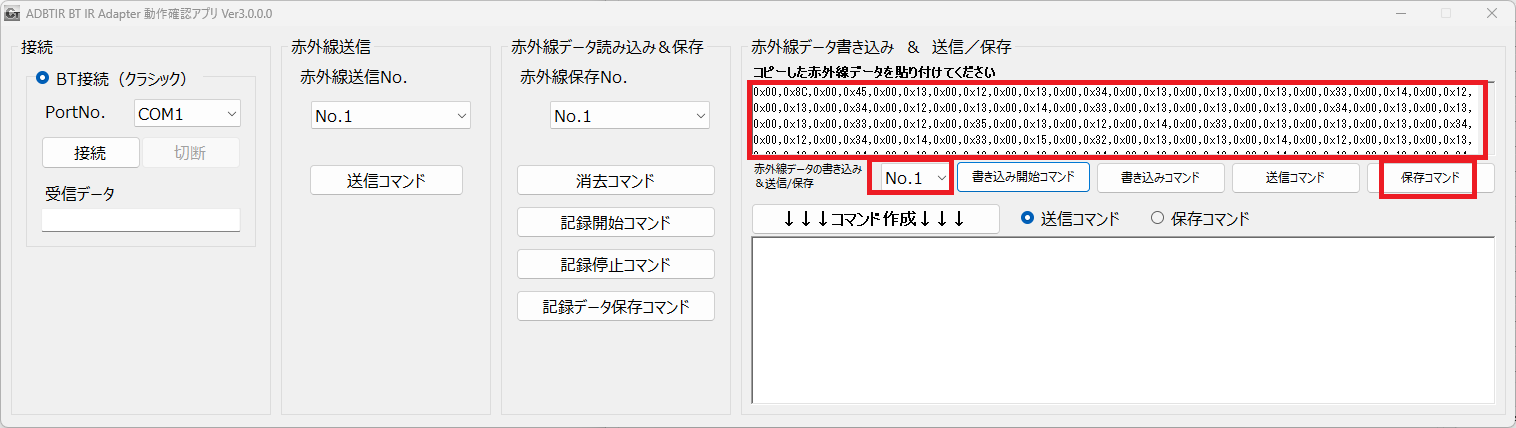 ADBTIR BT IR Adapter 動作確認アプリ Ver3.0.0.0
接続
BT接続（クラシック）
PortNo.
COM1
接続
切断
受信データ
赤外線送信
赤外線送信No.
No.1
送信コマンド
赤外線データ読み込み＆保存
赤外線保存No.
No.1
消去コマンド
記録開始コマンド
記録停止コマンド
記録データ保存コマンド
赤外線データ書き込み ＆ 送信／保存
コピーした赤外線データを貼り付けてください
0x00,0x8C,0x00,0x45,0x00,0x13,0x00,0x12,0x00,0x13,0x00,0x34,0x00,0x13,0x00,0x13,0x00,0x13,0x00,0x33,0x00,0x14,0x00,0x12,
0x00,0x13,0x00,0x34,0x00,0x12,0x00,0x13,0x00,0x14,0x00,0x33,0x00,0x13,0x00,0x33,0x00,0x13,0x00,0x34,0x00,0x13,0x00,0x13,
0x00,0x13,0x00,0x33,0x00,0x12,0x00,0x35,0x00,0x13,0x00,0x12,0x00,0x14,0x00,0x33,0x00,0x13,0x00,0x13,0x00,0x13,0x00,0x34,
0x00,0x12,0x00,0x34,0x00,0x14,0x00,0x33,0x00,0x15,0x00,0x32,0x00,0x13,0x00,0x13,0x00,0x14,0x00,0x12,0x00,0x13,0x00,0x13,
赤外線データの書き込み
＆送信/保存
No.1
書き込み開始コマンド
書き込みコマンド
送信コマンド
保存コマンド
↓↓↓コマンド作成↓↓↓
送信コマンド
保存コマンド